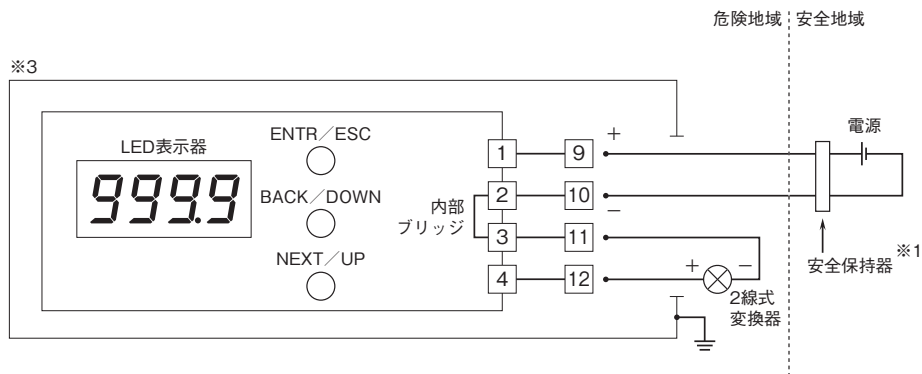 危険地域 安全地域
※3
LED表示器
999.9
ENTR／ESC
BACK／DOWN
NEXT／UP
内部
ブリッジ
1 9 +
2 10 −
3 11
4 12
+ −
2線式
変換器
電源
安全保持器 ※1